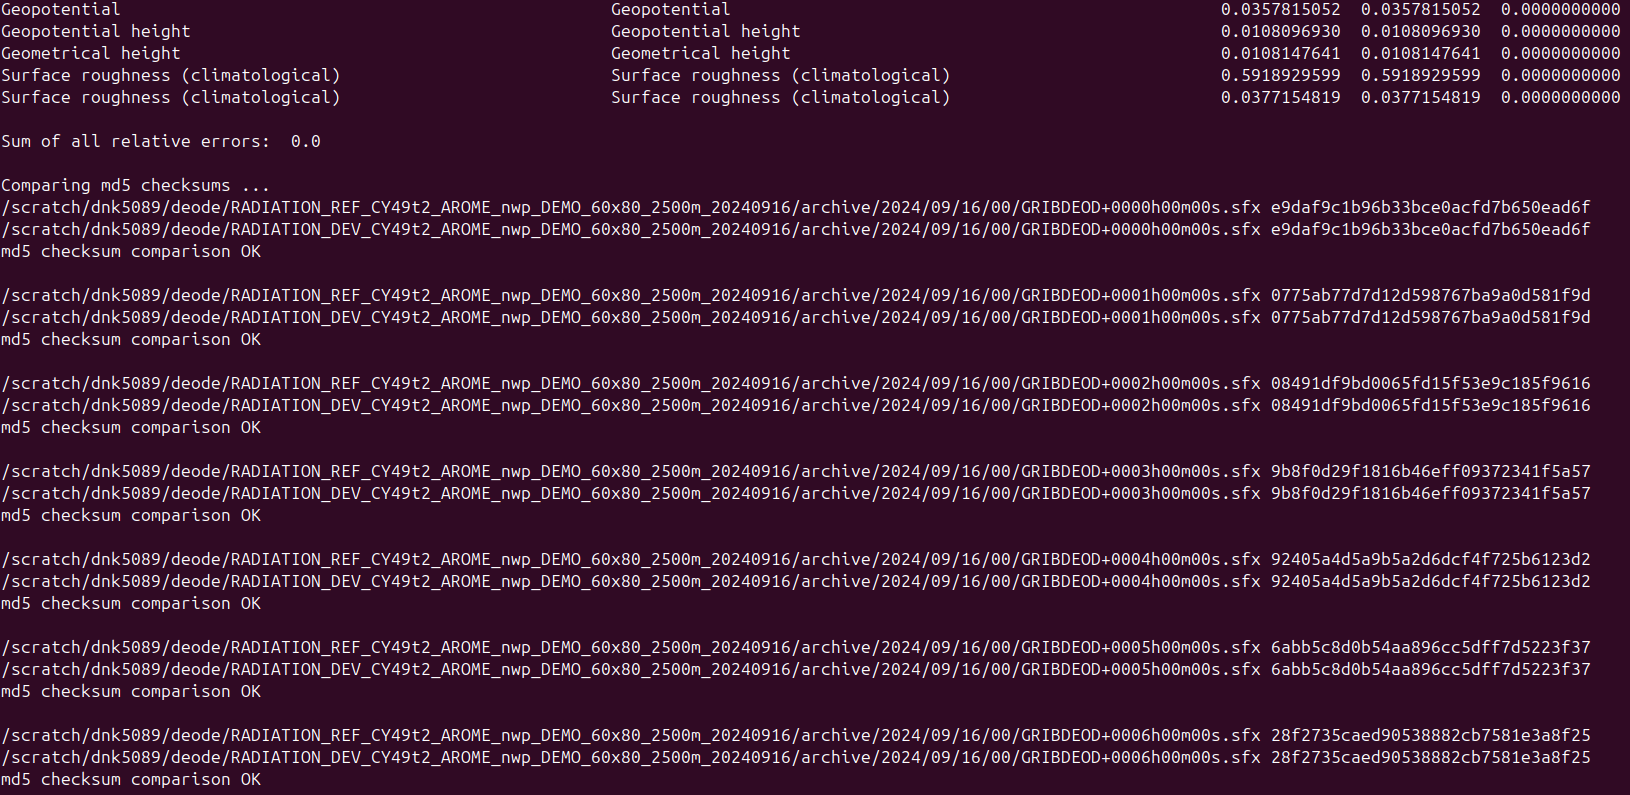 Geopotential Geopotential 0.0357815052 0.0357815052 0.0000000000
Geopotential height Geopotential height 0.0108096930 0.0108096930 0.0000000000
Geometrical height Geometrical height 0.0108147641 0.0108147641 0.0000000000
Surface roughness (climatological) Surface roughness (climatological) 0.5918929599 0.5918929599 0.0000000000
Surface roughness (climatological) Surface roughness (climatological) 0.0377154819 0.0377154819 0.0000000000
Sum of all relative errors: 0.0
Comparing md5 checksums ...
/scratch/dnk5089/deode/RADIATION_REF_CY49t2_AROME_nwp_DEMO_60x80_2500m_20240916/archive/2024/09/16/00/GRIBDEOD+0000h00m00s.sfx e9daf9c1b96b33bce0acfd7b650ead6f
/scratch/dnk5089/deode/RADIATION_DEV_CY49t2_AROME_nwp_DEMO_60x80_2500m_20240916/archive/2024/09/16/00/GRIBDEOD+0000h00m00s.sfx e9daf9c1b96b33bce0acfd7b650ead6f
md5 checksum comparison OK
/scratch/dnk5089/deode/RADIATION_REF_CY49t2_AROME_nwp_DEMO_60x80_2500m_20240916/archive/2024/09/16/00/GRIBDEOD+0001h00m00s.sfx 0775ab77d7d12d598767ba9a0d581f9d
/scratch/dnk5089/deode/RADIATION_DEV_CY49t2_AROME_nwp_DEMO_60x80_2500m_20240916/archive/2024/09/16/00/GRIBDEOD+0001h00m00s.sfx 0775ab77d7d12d598767ba9a0d581f9d
md5 checksum comparison OK
/scratch/dnk5089/deode/RADIATION_REF_CY49t2_AROME_nwp_DEMO_60x80_2500m_20240916/archive/2024/09/16/00/GRIBDEOD+0002h00m00s.sfx 08491df9bd0065fd15f53e9c185f9616
/scratch/dnk5089/deode/RADIATION_DEV_CY49t2_AROME_nwp_DEMO_60x80_2500m_20240916/archive/2024/09/16/00/GRIBDEOD+0002h00m00s.sfx 08491df9bd0065fd15f53e9c185f9616
md5 checksum comparison OK
/scratch/dnk5089/deode/RADIATION_REF_CY49t2_AROME_nwp_DEMO_60x80_2500m_20240916/archive/2024/09/16/00/GRIBDEOD+0003h00m00s.sfx 9b8f0d29f1816b46eff09372341f5a57
/scratch/dnk5089/deode/RADIATION_DEV_CY49t2_AROME_nwp_DEMO_60x80_2500m_20240916/archive/2024/09/16/00/GRIBDEOD+0003h00m00s.sfx 9b8f0d29f1816b46eff09372341f5a57
md5 checksum comparison OK
/scratch/dnk5089/deode/RADIATION_REF_CY49t2_AROME_nwp_DEMO_60x80_2500m_20240916/archive/2024/09/16/00/GRIBDEOD+0004h00m00s.sfx 92405a4d5a9b5a2d6dcf4f725b6123d2
/scratch/dnk5089/deode/RADIATION_DEV_CY49t2_AROME_nwp_DEMO_60x80_2500m_20240916/archive/2024/09/16/00/GRIBDEOD+0004h00m00s.sfx 92405a4d5a9b5a2d6dcf4f725b6123d2
md5 checksum comparison OK
/scratch/dnk5089/deode/RADIATION_REF_CY49t2_AROME_nwp_DEMO_60x80_2500m_20240916/archive/2024/09/16/00/GRIBDEOD+0005h00m00s.sfx 6abb5c8d0b54aa896cc5dff7d5223f37
/scratch/dnk5089/deode/RADIATION_DEV_CY49t2_AROME_nwp_DEMO_60x80_2500m_20240916/archive/2024/09/16/00/GRIBDEOD+0005h00m00s.sfx 6abb5c8d0b54aa896cc5dff7d5223f37
md5 checksum comparison OK
/scratch/dnk5089/deode/RADIATION_REF_CY49t2_AROME_nwp_DEMO_60x80_2500m_20240916/archive/2024/09/16/00/GRIBDEOD+0006h00m00s.sfx 28f2735caed90538882cb7581e3a8f25
/scratch/dnk5089/deode/RADIATION_DEV_CY49t2_AROME_nwp_DEMO_60x80_2500m_20240916/archive/2024/09/16/00/GRIBDEOD+0006h00m00s.sfx 28f2735caed90538882cb7581e3a8f25
md5 checksum comparison OK